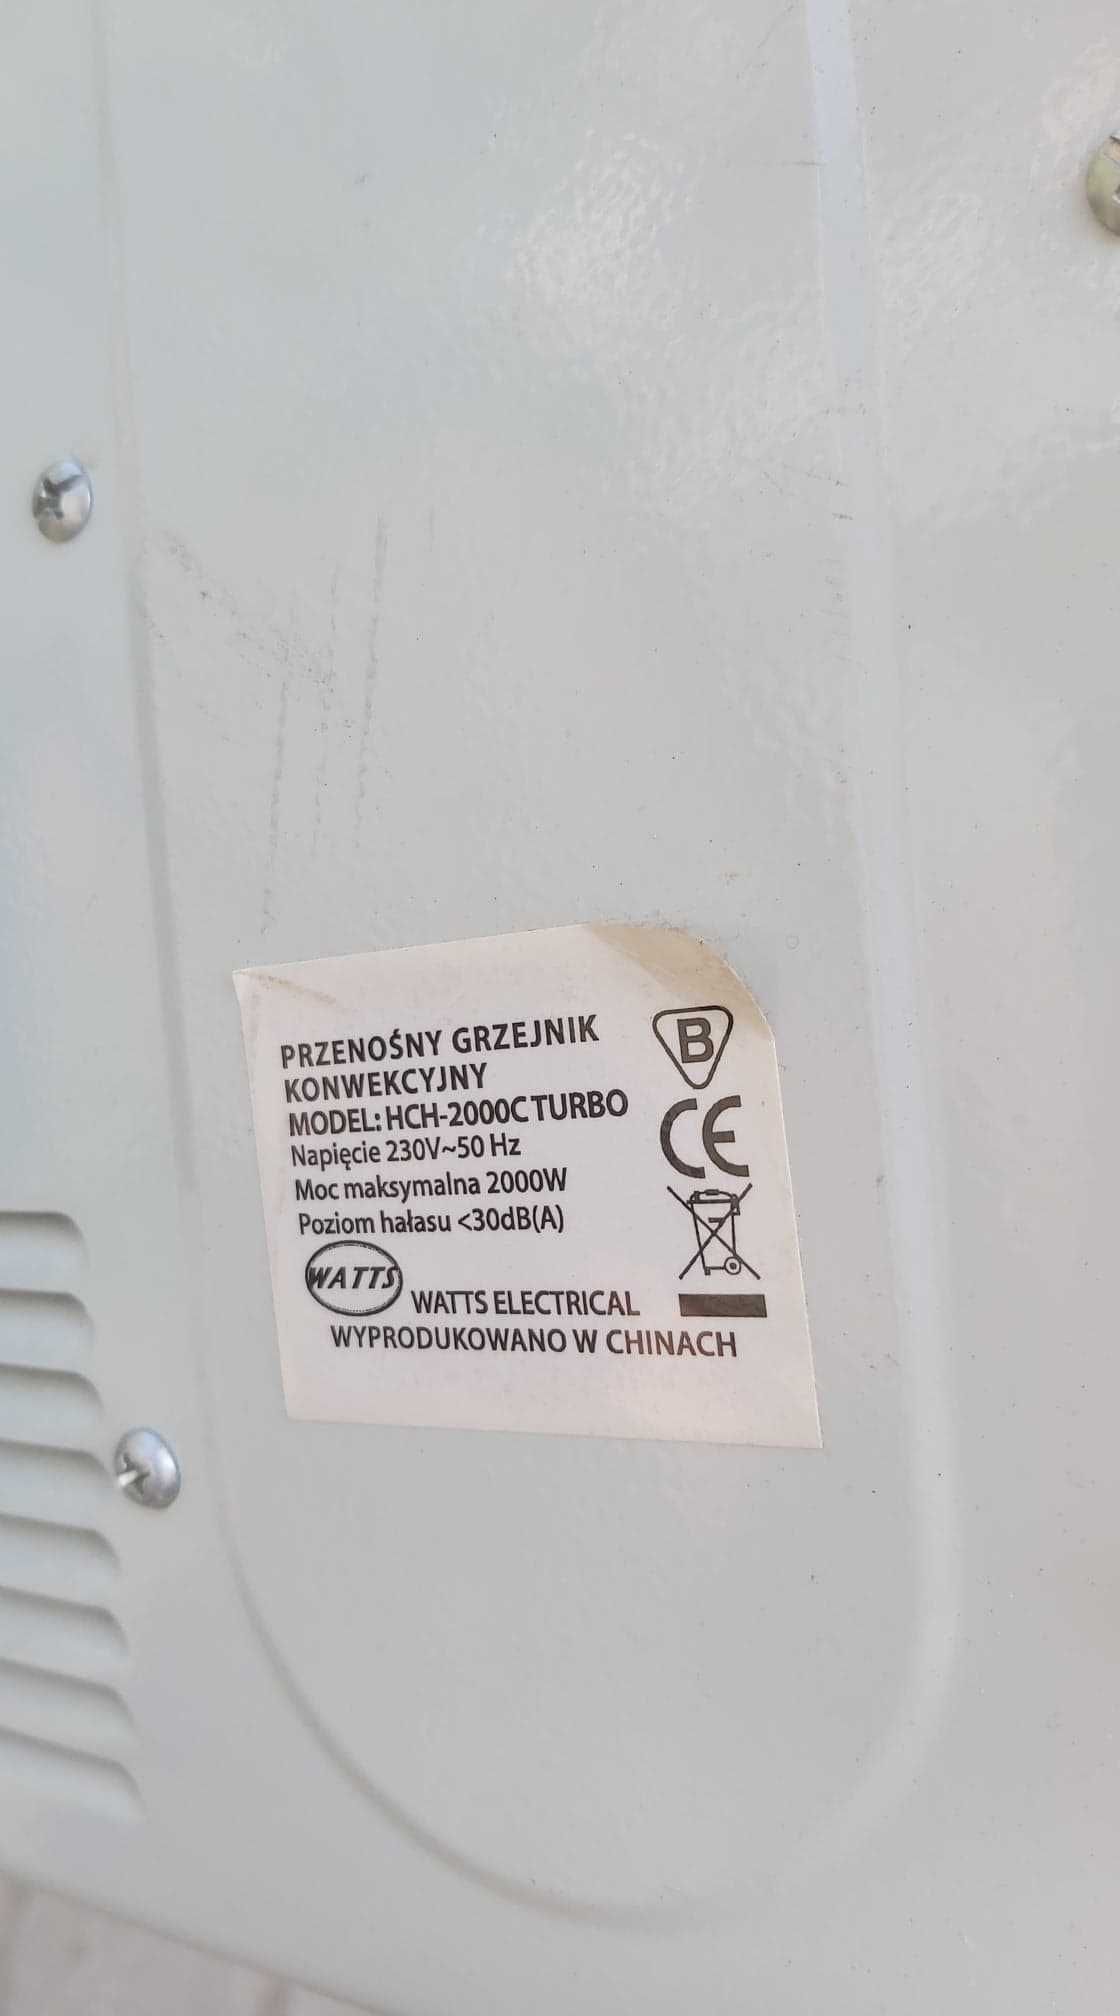 PRZENOŚNY GRZEJNIK
KONWEKCYJNY
MODEL: HCH-2000C TURBO
Napięcie 230V~50 Hz
Moc maksymalna 2000W
Poziom hałasu <30dB(A)
B
CE
WATTS
WATTS ELECTRICAL
WYPRODUKOWANO W CHINACH